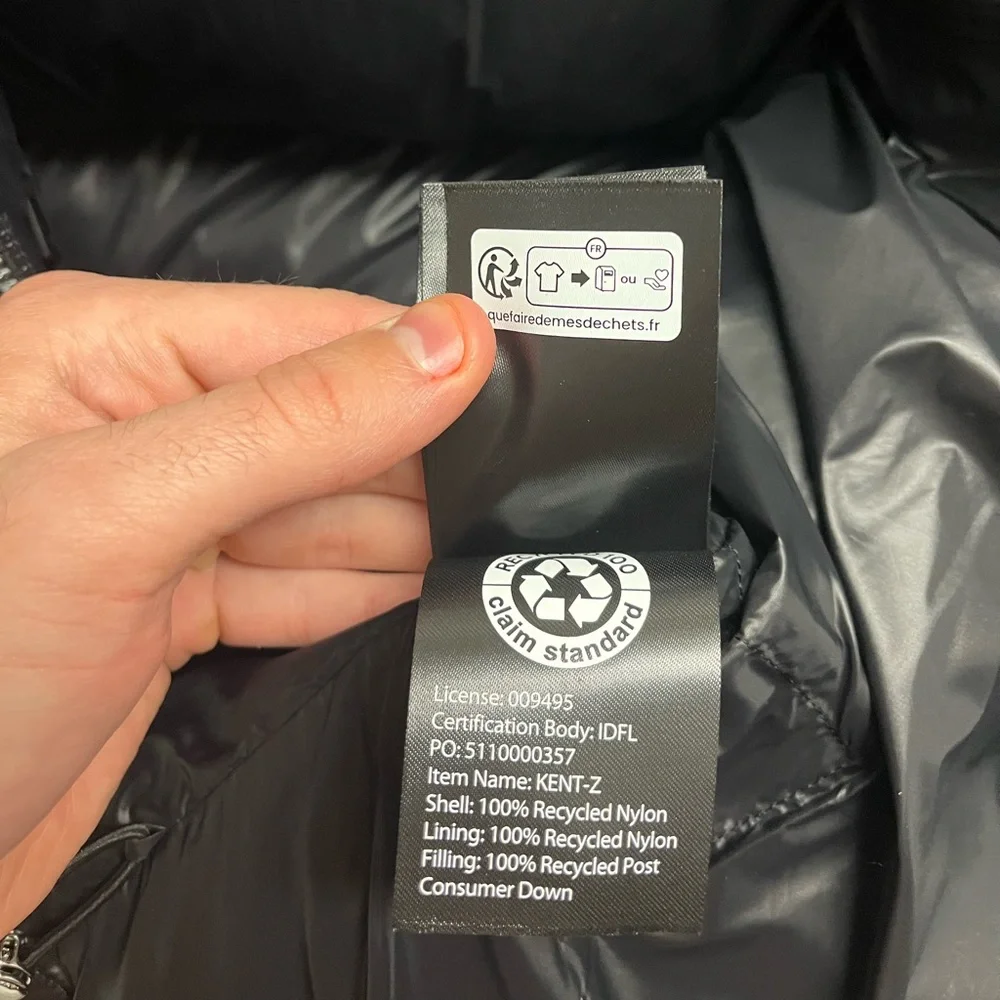 FR
ou
quefairedemesdechets.fr
100
claim standard
License: 009495
Certification Body: IDFL
PO: 5110000357
Item Name: KENT-Z
Shell: 100% Recycled Nylon
Lining: 100% Recycled Nylon
Filling: 100% Recycled Post
Consumer Down